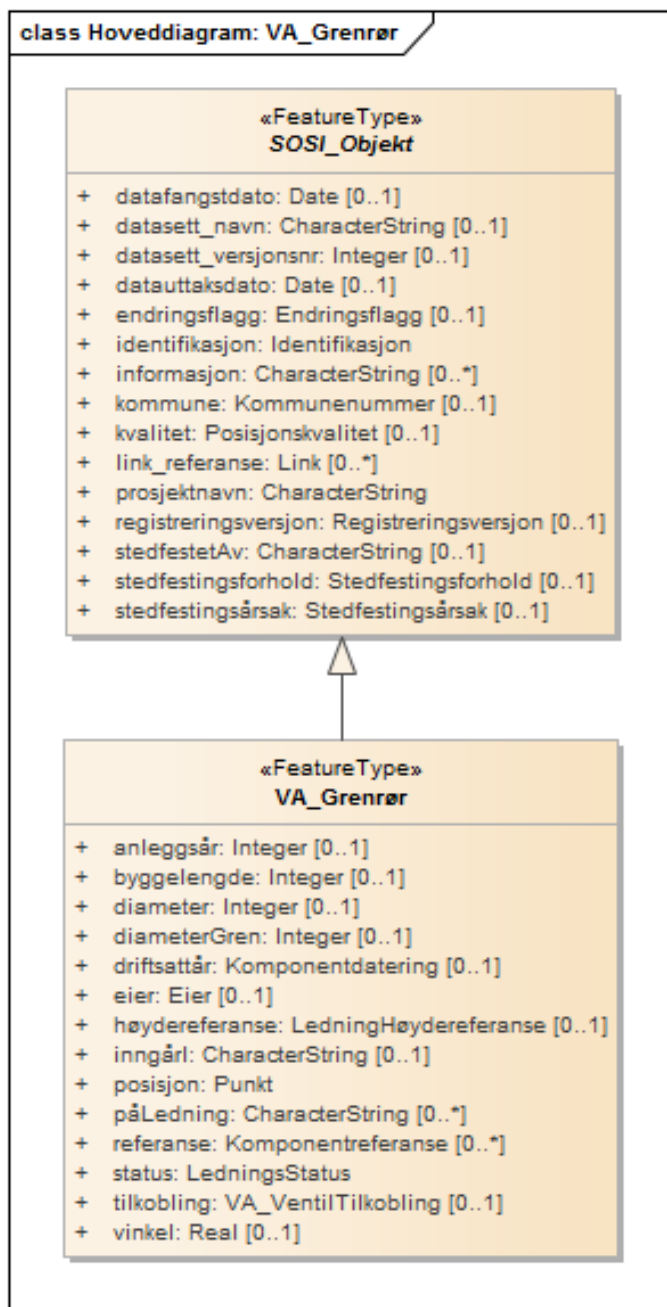 class Hoveddiagram: VA_Grenrør
«FeatureType»
SOSI_Objekt
+ datafangstdato: Date [0..1]
+ datasett_navn: CharacterString [0..1]
+ datasett_versjonsnr: Integer [0..1]
+ datauttaksdato: Date [0..1]
+ endringsflagg: Endringsflagg [0..1]
+ identifikasjon: Identifikasjon
+ informasjon: CharacterString [0..*]
+ kommune: Kommunenummer [0..1]
+ kvalitet: Posisjonskvalitet [0..1]
+ link_referanse: Link [0..*]
+ prosjektnavn: CharacterString
+ registreringsversjon: Registreringsversjon [0..1]
+ stedfestetAv: CharacterString [0..1]
+ stedfestingsforhold: Stedfestingsforhold [0..1]
+ stedfestingsårsak: Stedfestingsårsak [0..1]
«FeatureType»
VA_Grenrør
+ anleggsår: Integer [0..1]
+ byggelengde: Integer [0..1]
+ diameter: Integer [0..1]
+ diameterGren: Integer [0..1]
+ driftsattår: Komponentdatering [0..1]
+ eier: Eier [0..1]
+ høydereferanse: LedningHøydereferanse [0..1]
+ inngårI: CharacterString [0..1]
+ posisjon: Punkt
+ påLedning: CharacterString [0..*]
+ referanse: Komponentreferanse [0..*]
+ status: LedningsStatus
+ tilkobling: VA_VentilTilkobling [0..1]
+ vinkel: Real [0..1]